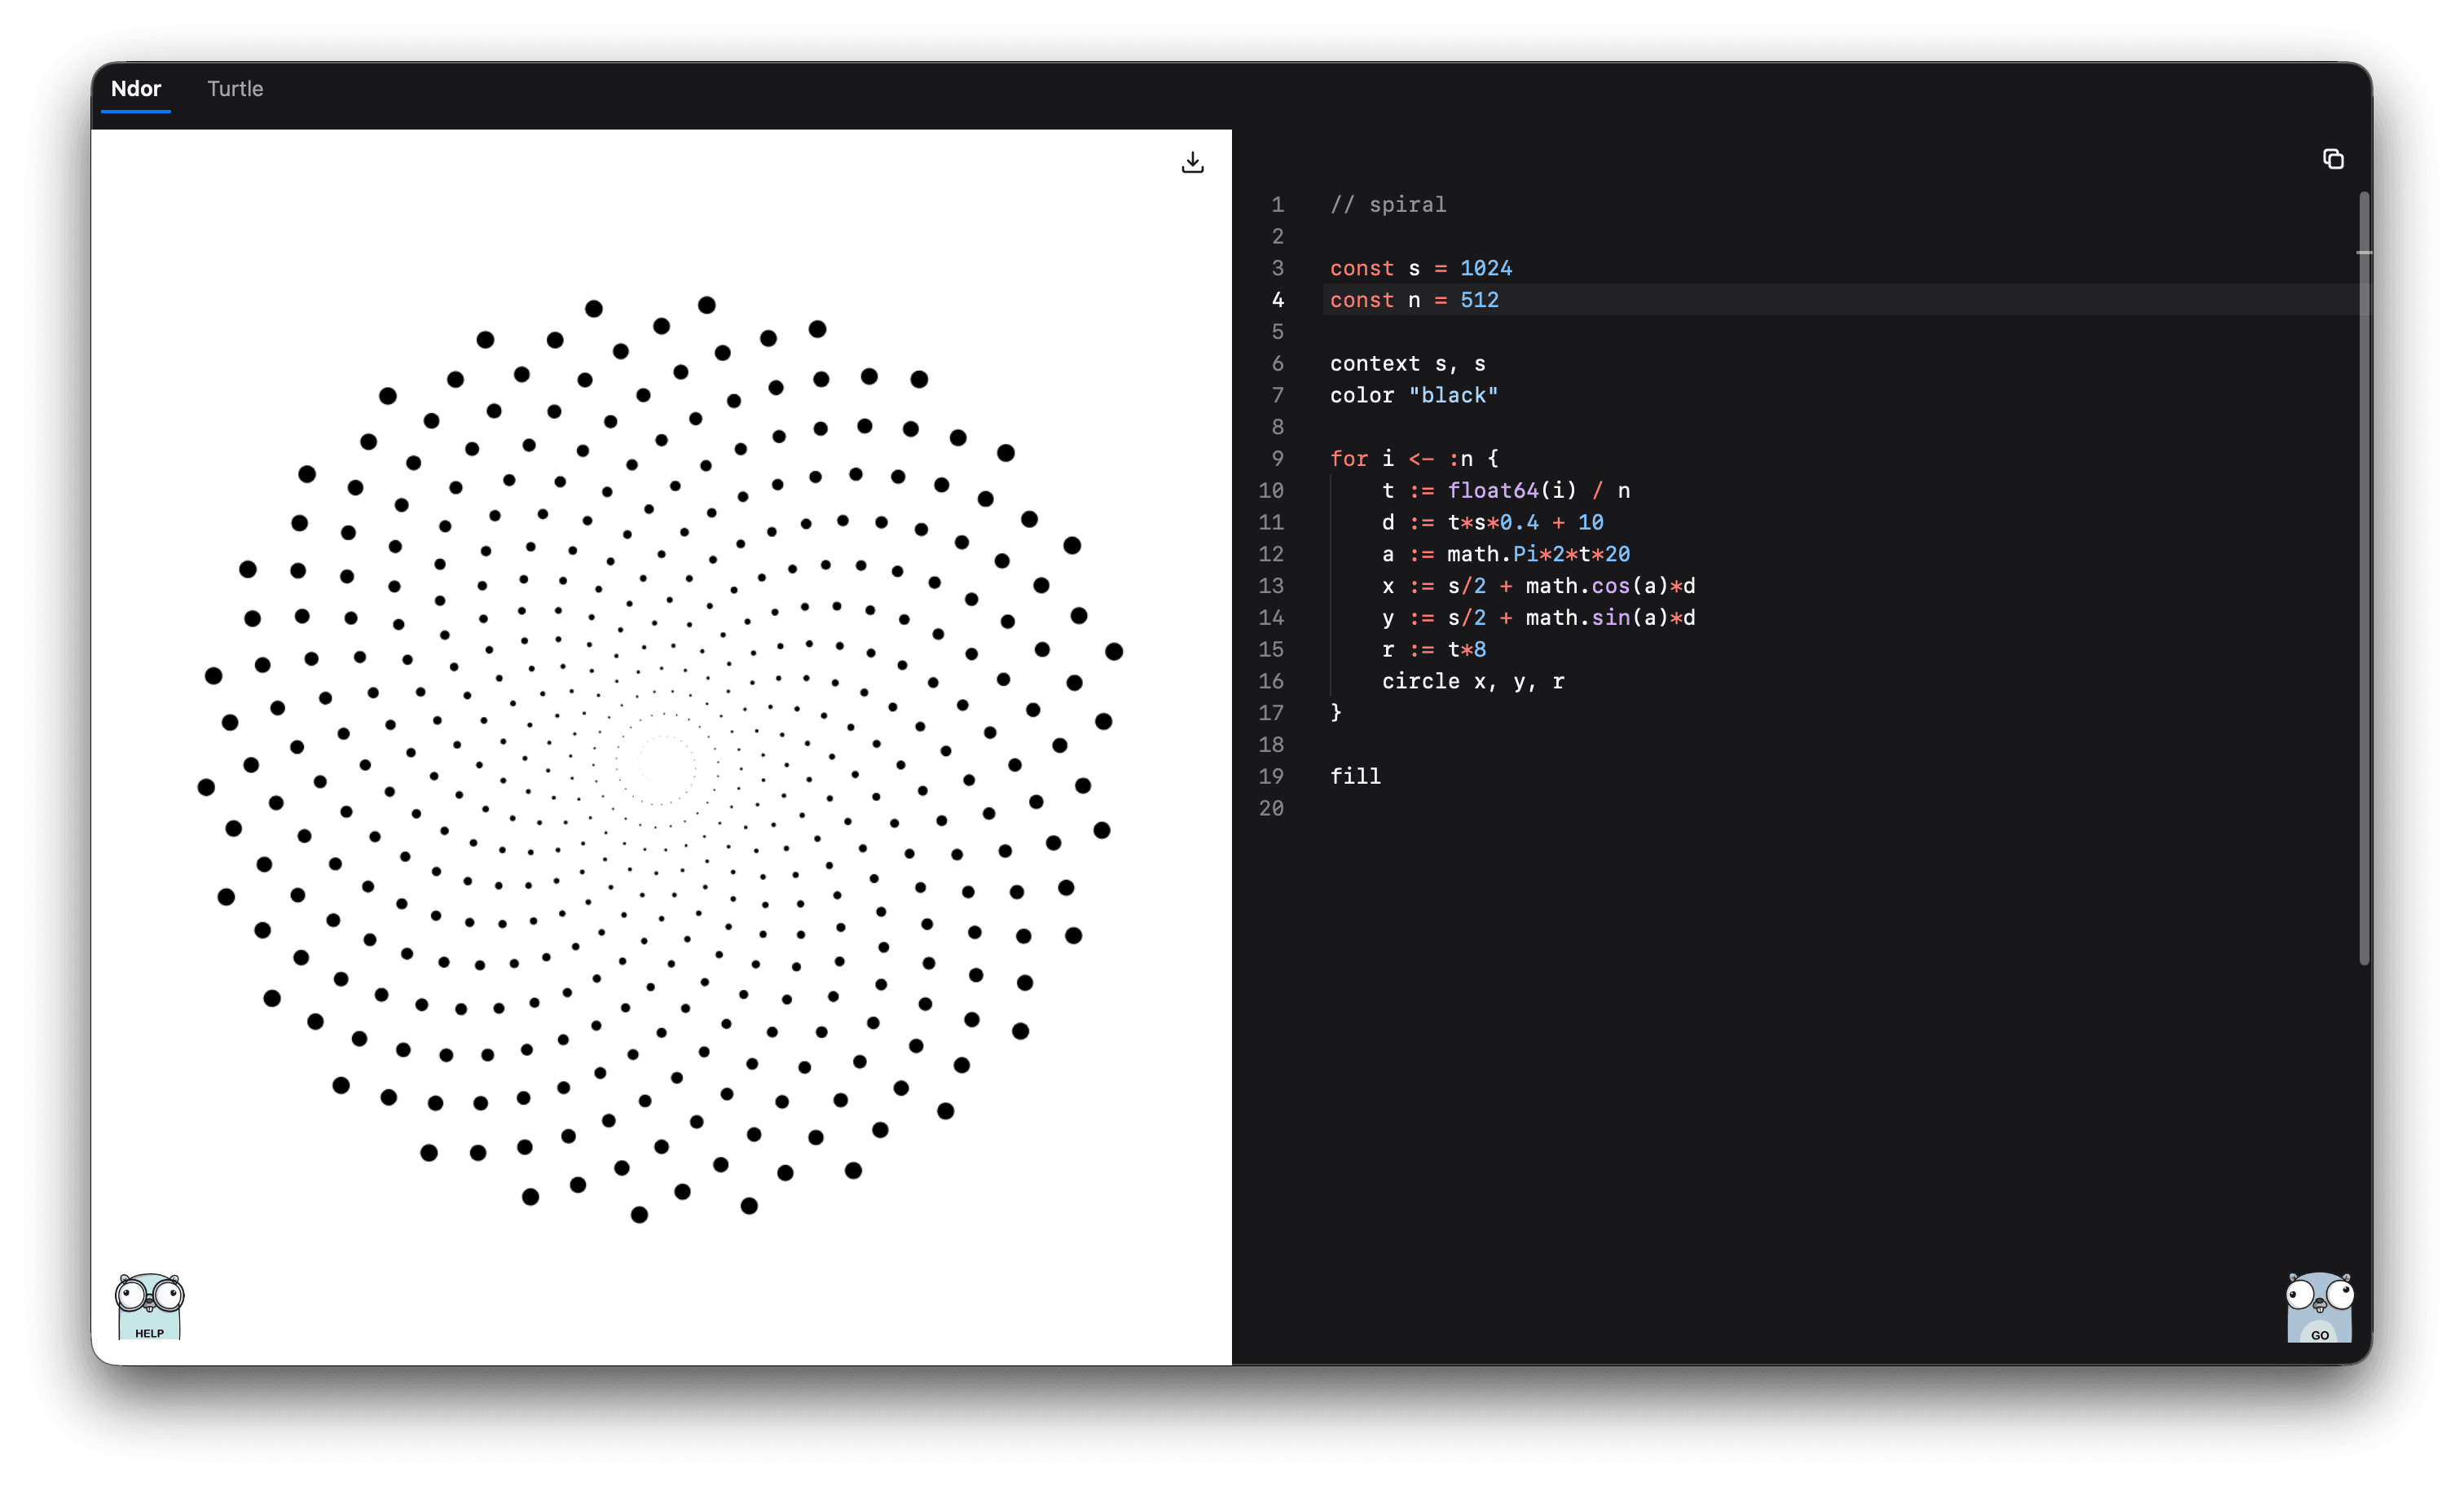 Ndor Turtle
1 // spiral
2
3 const s = 1024
4 const n = 512
5
6 context s, s
7 color "black"
8
9 for i <- :n {
10     t := float64(i) / n
11     d := t*s*0.4 + 10
12     a := math.Pi*2*t*20
13     x := s/2 + math.cos(a)*d
14     y := s/2 + math.sin(a)*d
15     r := t*8
16     circle x, y, r
17 }
18
19 fill
20
HELP
GO